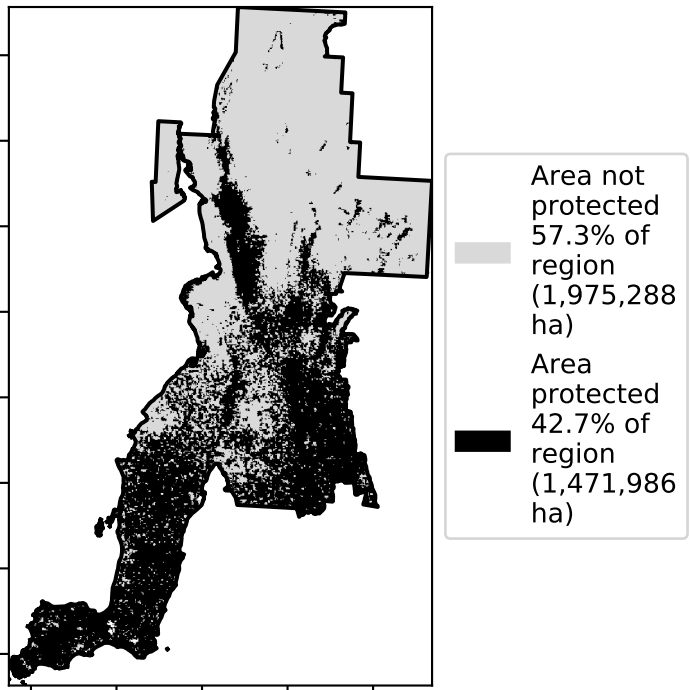 Area not
protected
57.3% of
region
(1,975,288
ha)
Area
protected
42.7% of
region
(1,471,986
ha)